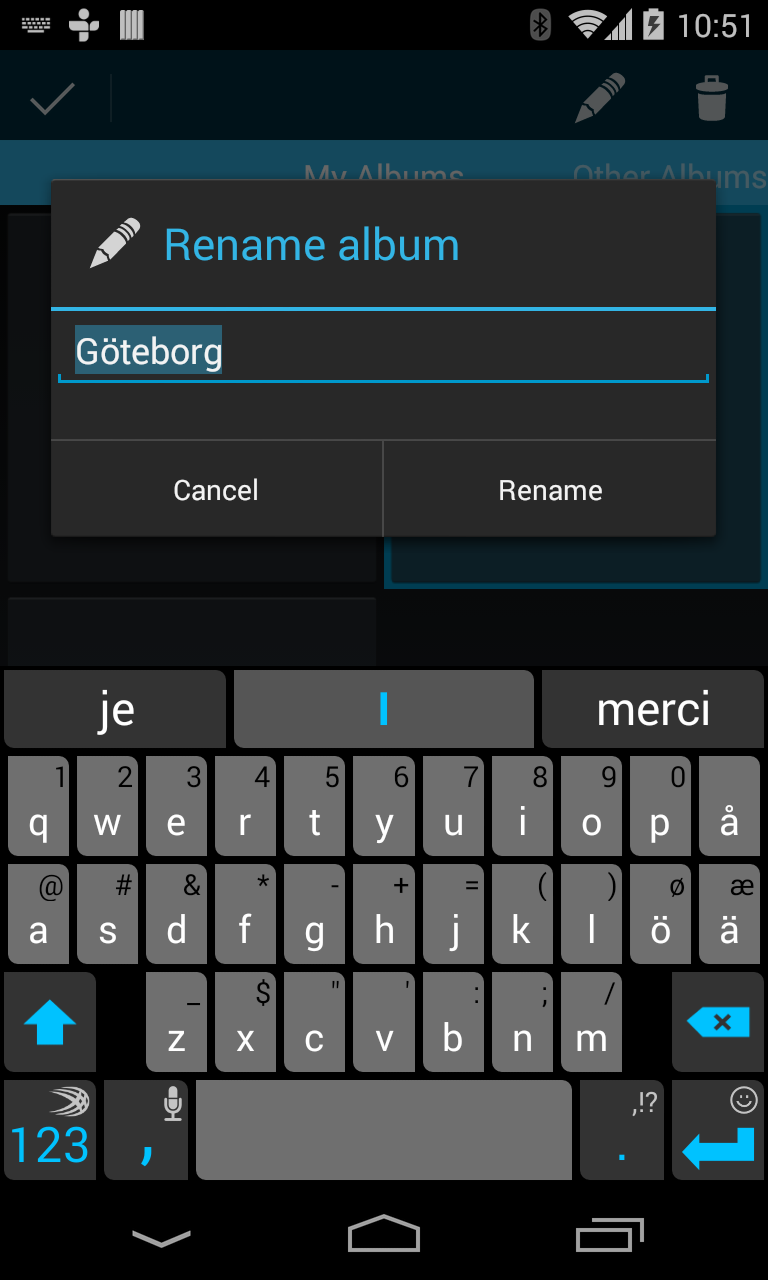 10:51
My Albums Other Albums
Rename album
Göteborg
Cancel Rename
je I merci
1 2 3 4 5 6 7 8 9 0
q w e r t y u i o p å
@ # & * - + = ( ) ø æ
a s d f g h j k l ö ä
_ $ " ' : ; /
z x c v b n m
,!?
123 , .